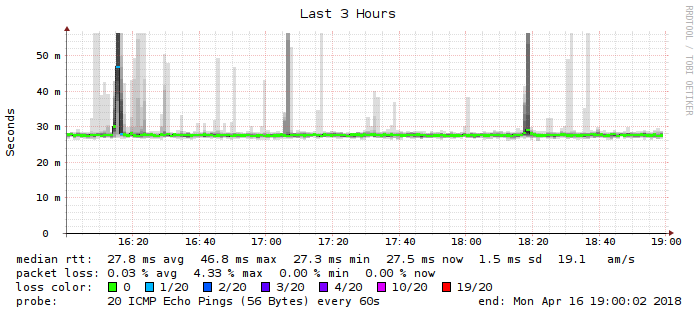 Last 3 Hours
RRDTOOL / TOBI OETIKER
Seconds
50 m
40 m
30 m
20 m
10 m
0
16:20 16:40 17:00 17:20 17:40 18:00 18:20 18:40 19:00
median rtt: 27.8 ms avg 46.8 ms max 27.3 ms min 27.5 ms now 1.5 ms sd 19.1 am/s
packet loss: 0.03 % avg 4.33 % max 0.00 % min 0.00 % now
loss color: 0 1/20 2/20 3/20 4/20 10/20 19/20
probe: 20 ICMP Echo Pings (56 Bytes) every 60s end: Mon Apr 16 19:00:02 2018